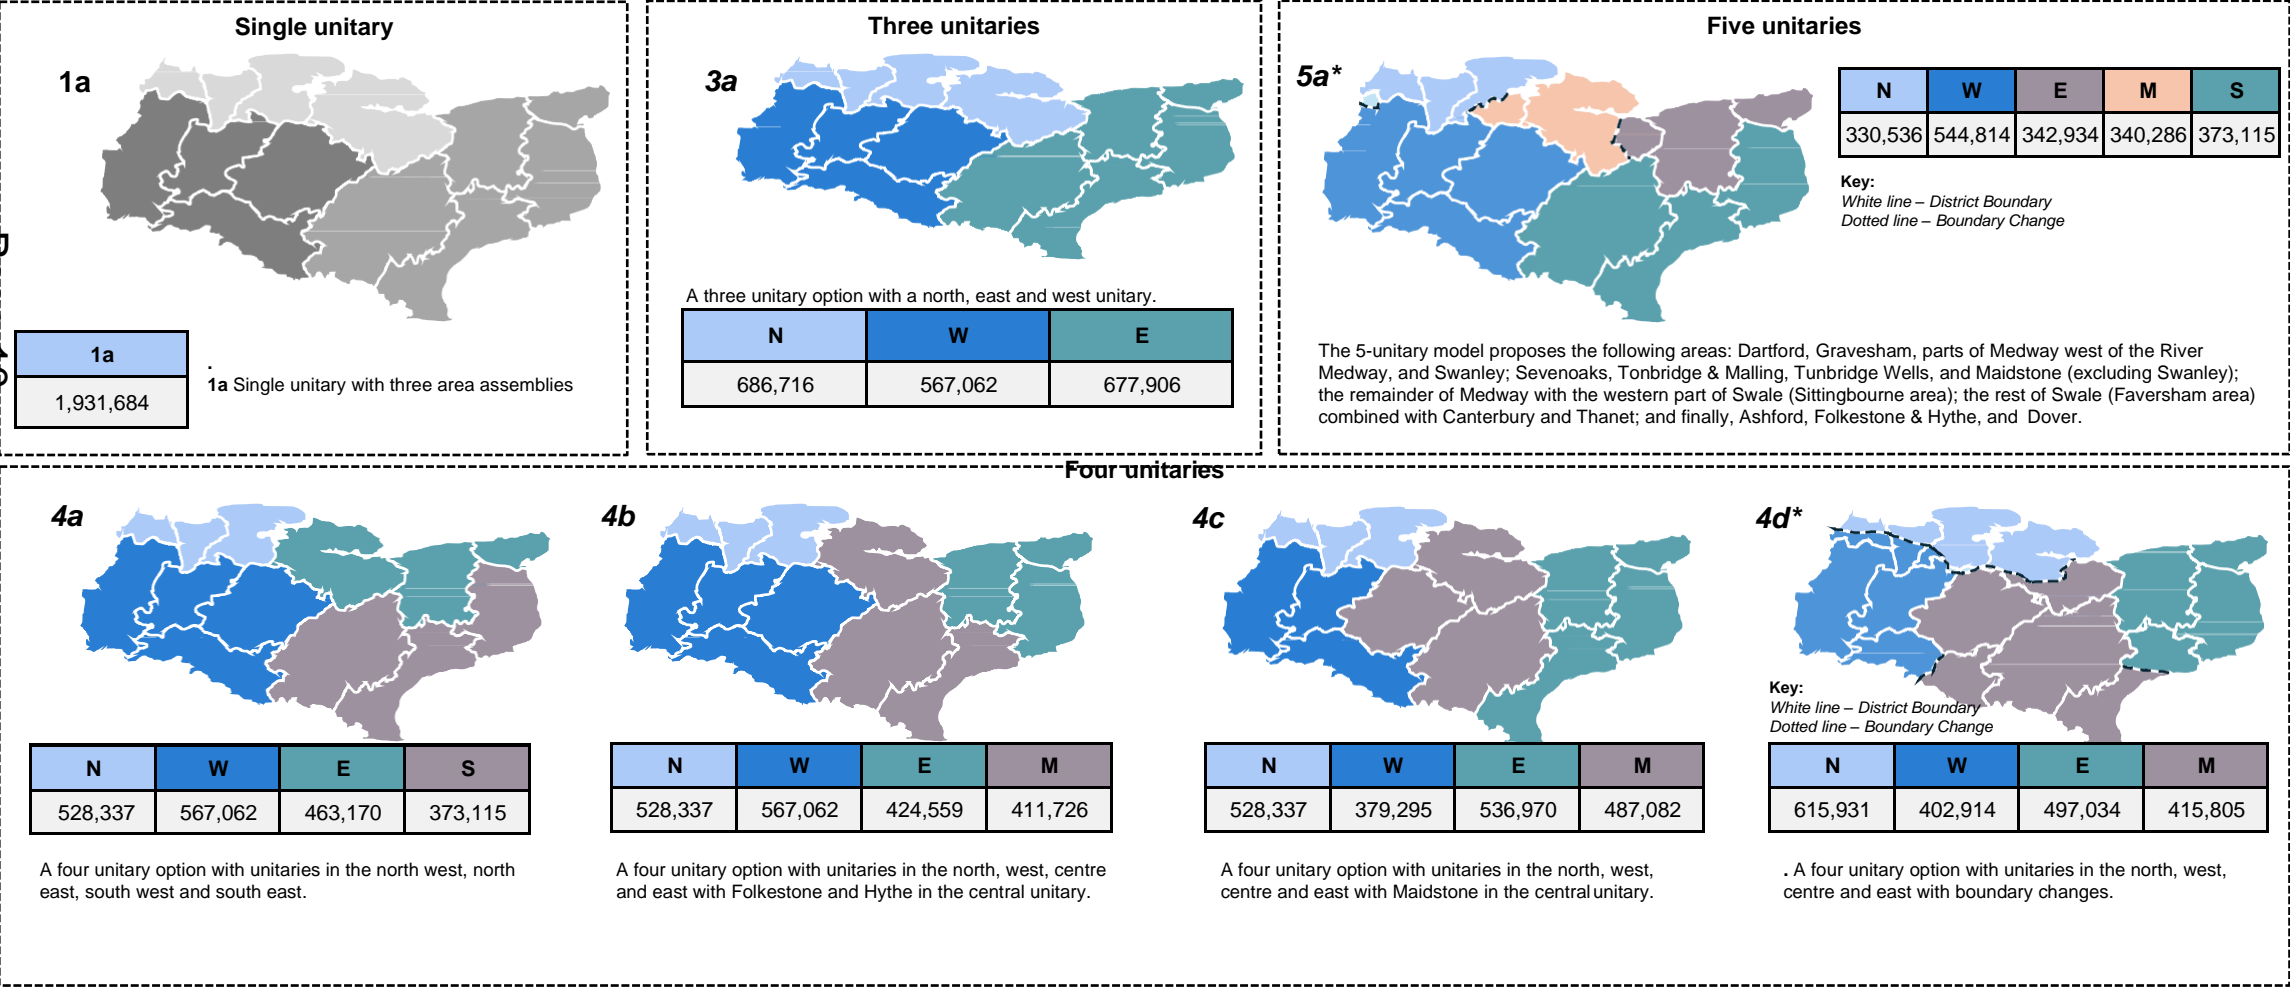 Single unitary
1a
1a
1,931,684
.
1a Single unitary with three area assemblies
Three unitaries
3a
A three unitary option with a north, east and west unitary.
N W E
686,716 567,062 677,906
Five unitaries
5a*
N W E M S
330,536 544,814 342,934 340,286 373,115
Key:
White line – District Boundary
Dotted line – Boundary Change
The 5-unitary model proposes the following areas: Dartford, Gravesham, parts of Medway west of the River
Medway, and Swanley; Sevenoaks, Tonbridge & Malling, Tunbridge Wells, and Maidstone (excluding Swanley);
the remainder of Medway with the western part of Swale (Sittingbourne area); the rest of Swale (Faversham area)
combined with Canterbury and Thanet; and finally, Ashford, Folkestone & Hythe, and Dover.
Four unitaries
4a
N W E S
528,337 567,062 463,170 373,115
A four unitary option with unitaries in the north west, north
east, south west and south east.
4b
N W E M
528,337 567,062 424,559 411,726
A four unitary option with unitaries in the north, west, centre
and east with Folkestone and Hythe in the central unitary.
4c
N W E M
528,337 379,295 536,970 487,082
A four unitary option with unitaries in the north, west,
centre and east with Maidstone in the central unitary.
4d*
Key:
White line – District Boundary
Dotted line – Boundary Change
N W E M
615,931 402,914 497,034 415,805
. A four unitary option with unitaries in the north, west,
centre and east with boundary changes.